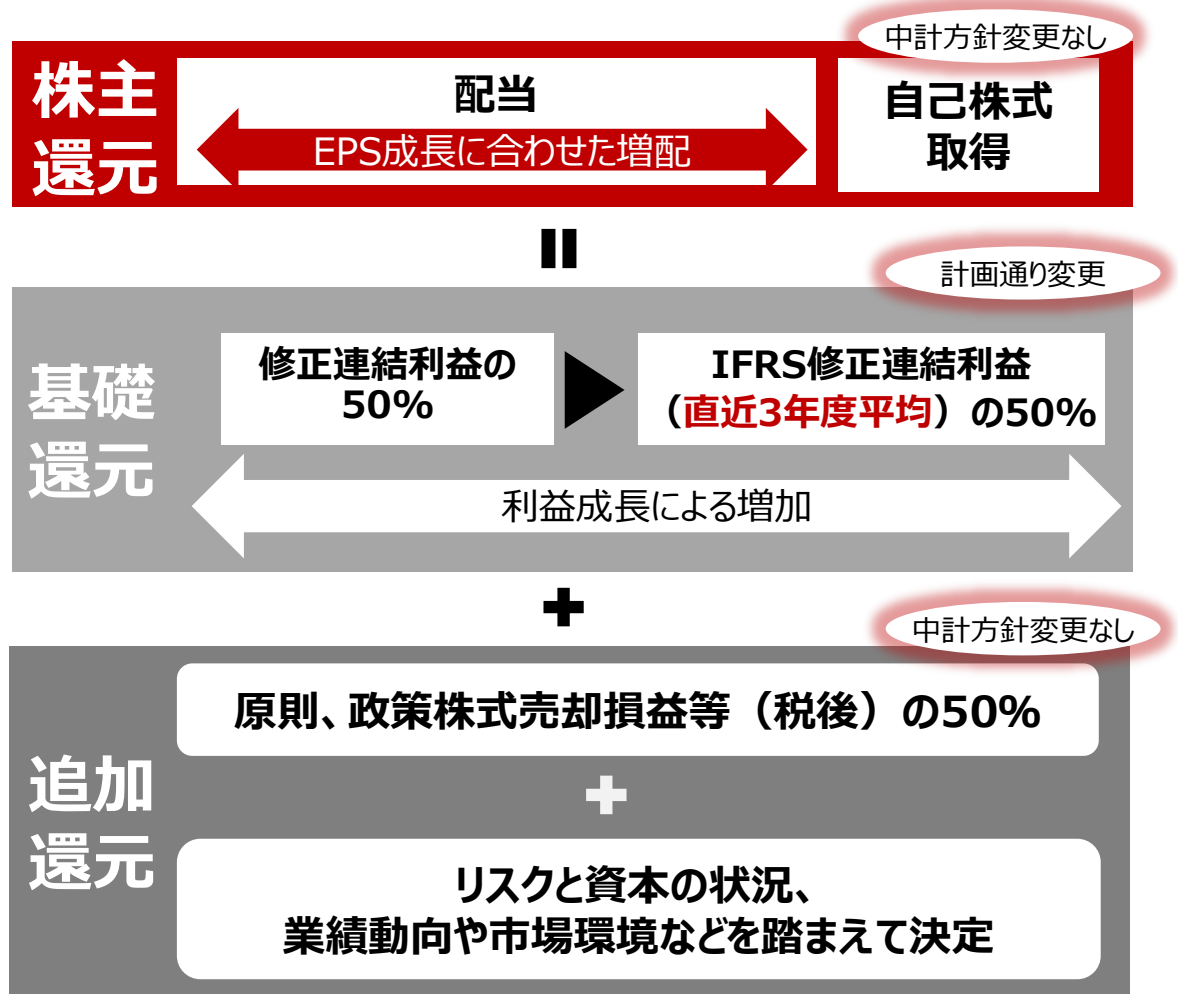 中計方針変更なし
株主
還元
配当
EPS成長に合わせた増配
自己株式
取得
計画通り変更
基礎
還元
修正連結利益の
50%
IFRS修正連結利益
（直近3年度平均）の50%
利益成長による増加
中計方針変更なし
追加
還元
原則、政策株式売却損益等（税後）の50%
リスクと資本の状況、
業績動向や市場環境などを踏まえて決定